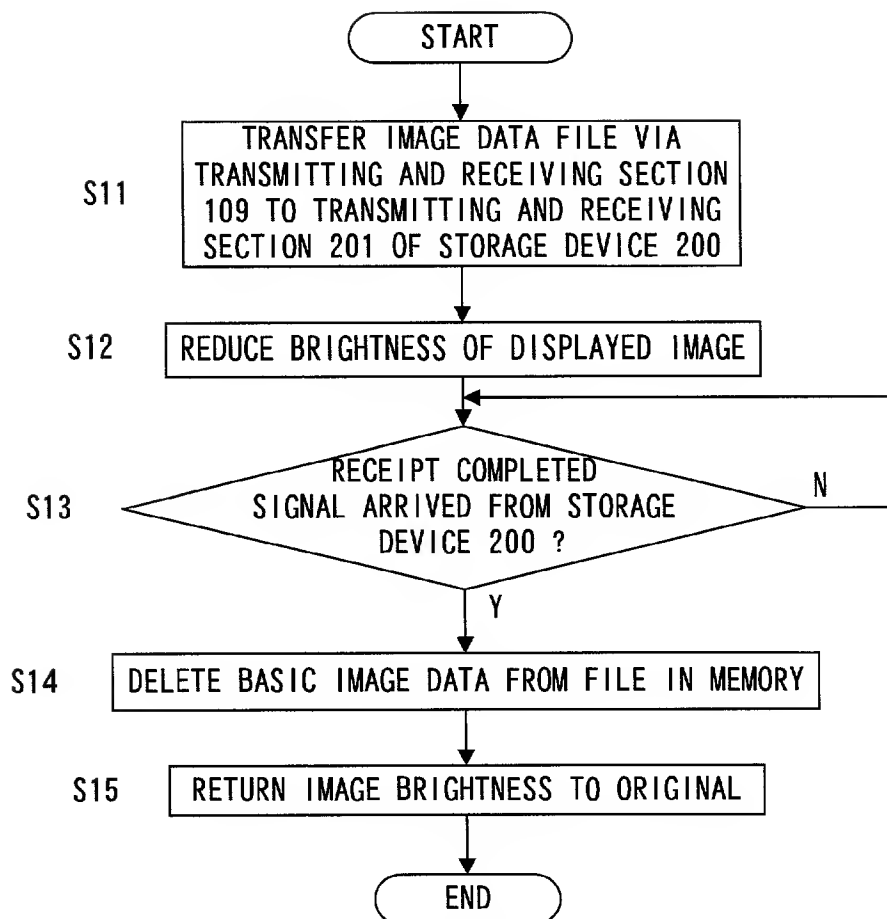 START
S11
TRANSFER IMAGE DATA FILE VIA
TRANSMITTING AND RECEIVING SECTION
109 TO TRANSMITTING AND RECEIVING
SECTION 201 OF STORAGE DEVICE 200
S12
REDUCE BRIGHTNESS OF DISPLAYED IMAGE
S13
RECEIPT COMPLETED
SIGNAL ARRIVED FROM STORAGE
DEVICE 200 ?
N
Y
S14
DELETE BASIC IMAGE DATA FROM FILE IN MEMORY
S15
RETURN IMAGE BRIGHTNESS TO ORIGINAL
END